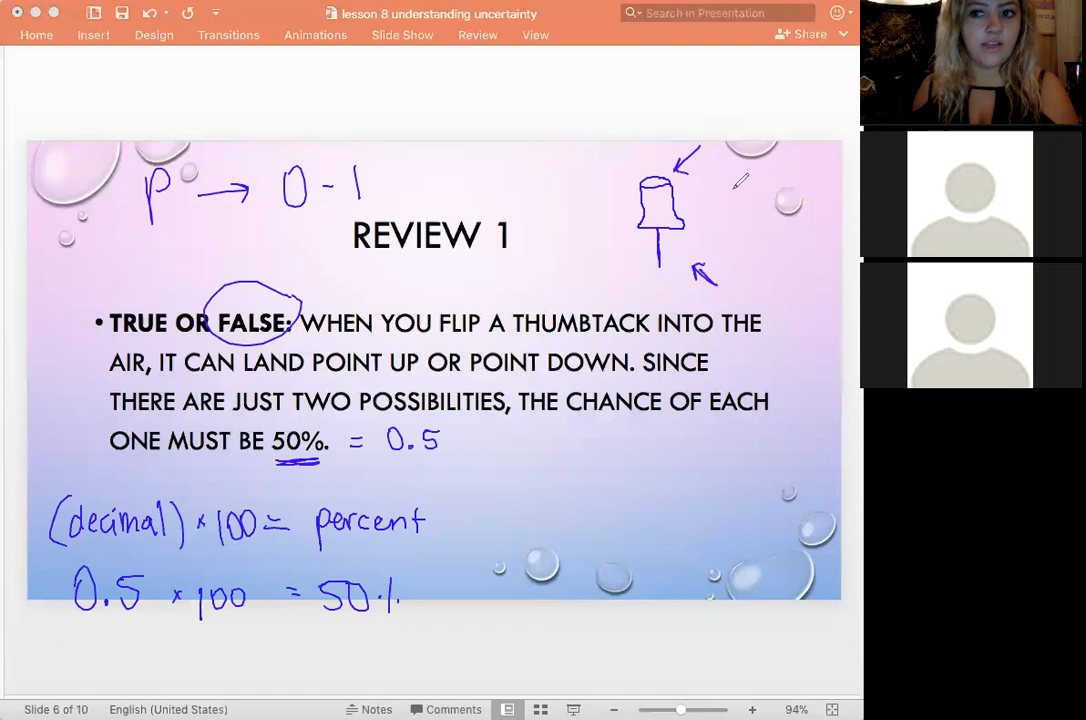 lesson 8 understanding uncertainty
Search in Presentation
Home Insert Design Transitions Animations Slide Show Review View Share
P → 0 - 1
REVIEW 1
• TRUE OR FALSE: WHEN YOU FLIP A THUMBTACK INTO THE
AIR, IT CAN LAND POINT UP OR POINT DOWN. SINCE
THERE ARE JUST TWO POSSIBILITIES, THE CHANCE OF EACH
ONE MUST BE 50%. = 0.5
(decimal) × 100 = percent
0.5 × 100 = 50%
Slide 6 of 10 English (United States) Notes Comments 94%